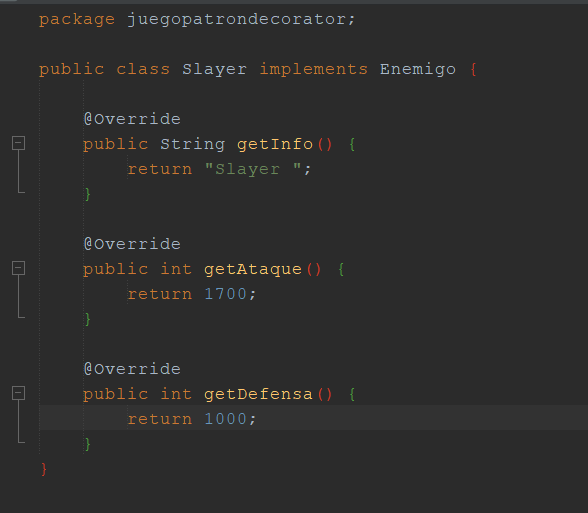 package juegopatrondecorator;
public class Slayer implements Enemigo {
@Override
public String getInfo() {
return "Slayer ";
}
@Override
public int getAtaque() {
return 1700;
}
@Override
public int getDefensa() {
return 1000;
}
}